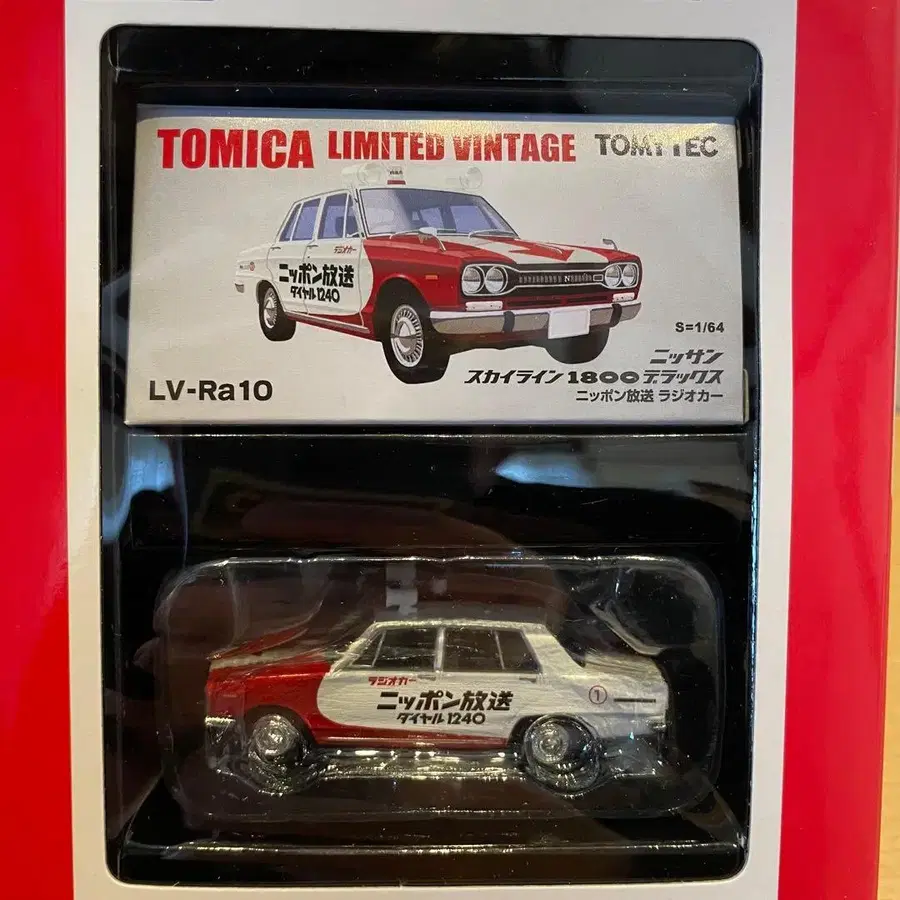 TOMICA LIMITED VINTAGE TOMYTEC
ラジオカー
ニッポン放送
ダイヤル1240
S=1/64
ニッサン
スカイライン 1800 デラックス
ニッポン放送 ラジオカー
LV-Ra10
ラジオカー
ニッポン放送
ダイヤル1240
1